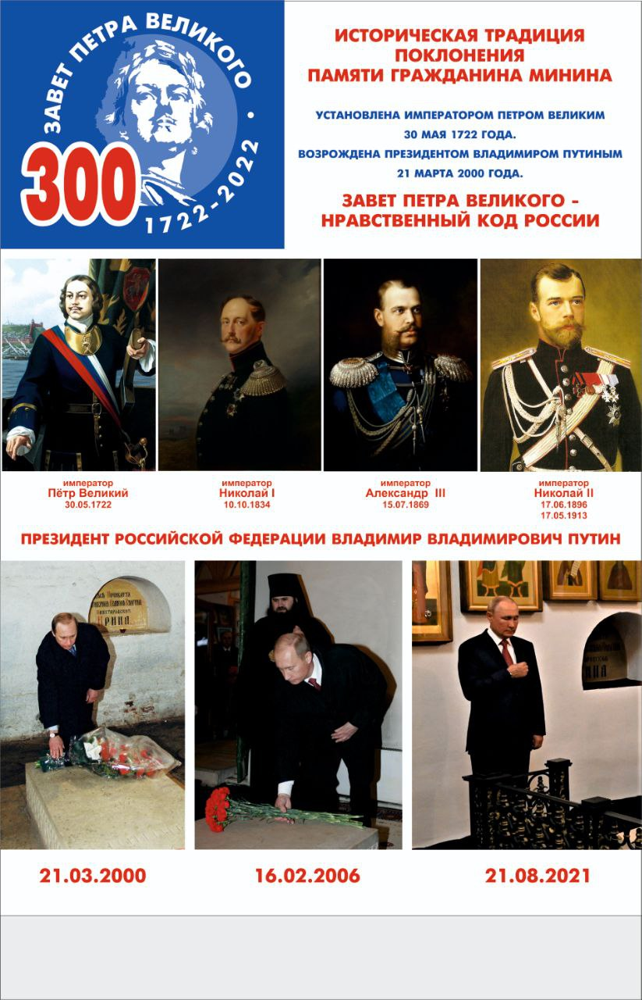 ЗАВЕТ ПЕТРА ВЕЛИКОГО •
300
1722-2022 •
ИСТОРИЧЕСКАЯ ТРАДИЦИЯ
ПОКЛОНЕНИЯ
ПАМЯТИ ГРАЖДАНИНА МИНИНА
УСТАНОВЛЕНА ИМПЕРАТОРОМ ПЕТРОМ ВЕЛИКИМ
30 МАЯ 1722 ГОДА.
ВОЗРОЖДЕНА ПРЕЗИДЕНТОМ ВЛАДИМИРОМ ПУТИНЫМ
21 МАРТА 2000 ГОДА.
ЗАВЕТ ПЕТРА ВЕЛИКОГО -
НРАВСТВЕННЫЙ КОД РОССИИ
император
Пётр Великий
30.05.1722
император
Николай I
10.10.1834
император
Александр III
15.07.1869
император
Николай II
17.06.1896
17.05.1913
ПРЕЗИДЕНТ РОССИЙСКОЙ ФЕДЕРАЦИИ ВЛАДИМИР ВЛАДИМИРОВИЧ ПУТИН
21.03.2000
16.02.2006
21.08.2021